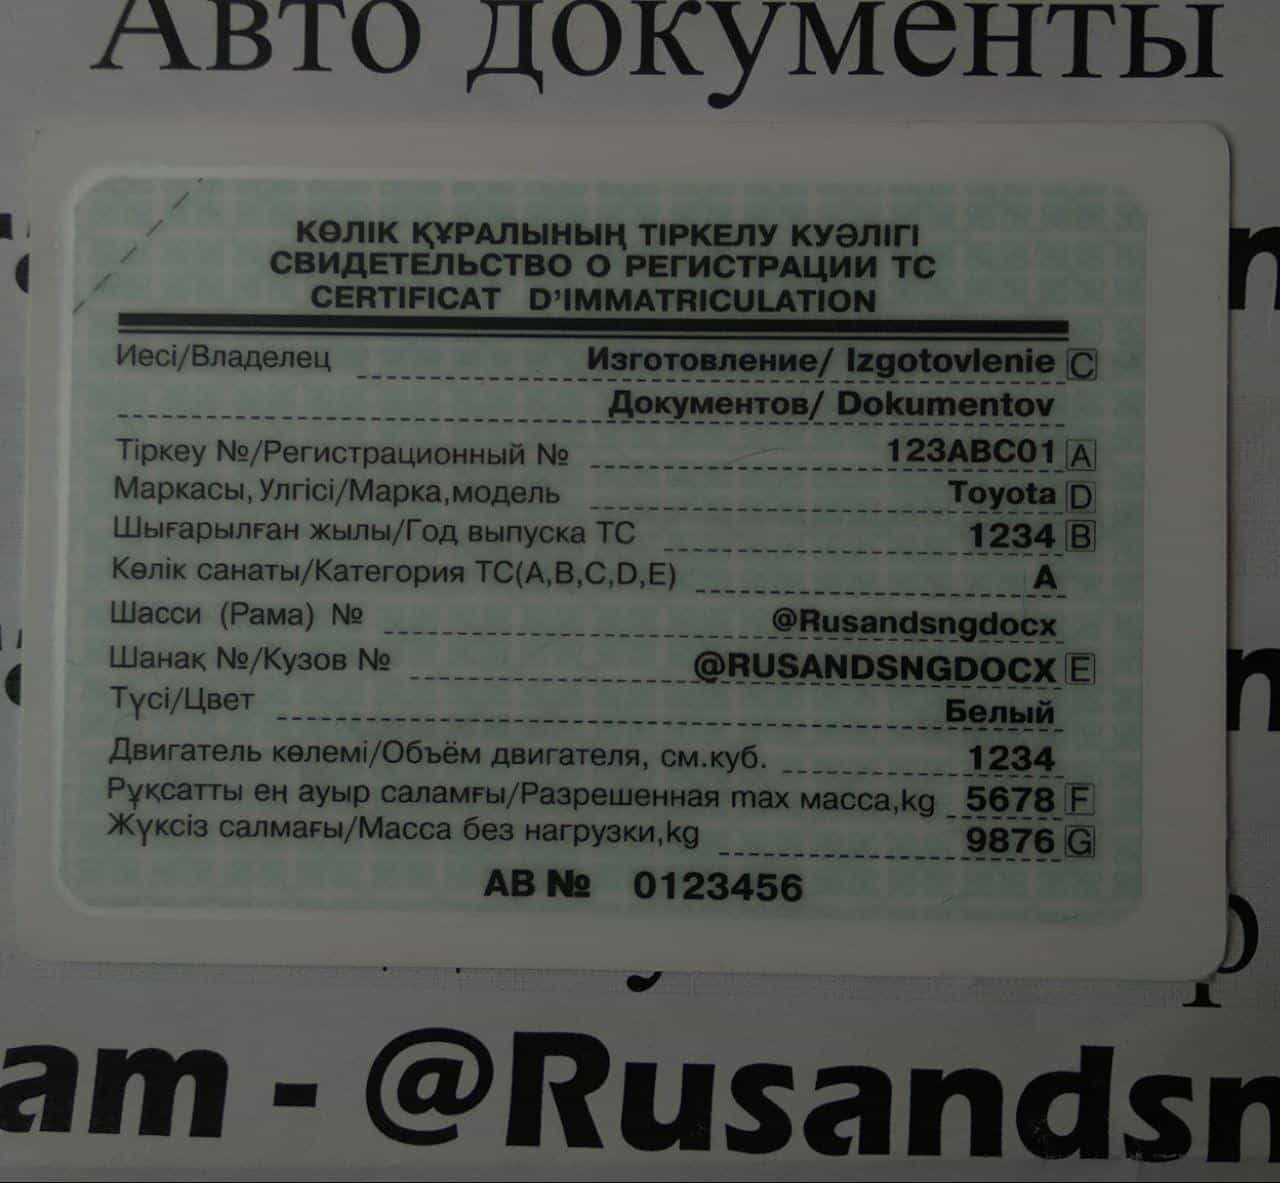 Авто документы
КӨЛІК ҚҰРАЛЫНЫҢ ТІРКЕЛУ КУӘЛІГІ
СВИДЕТЕЛЬСТВО О РЕГИСТРАЦИИ ТС
CERTIFICAT D'IMMATRICULATION
Иесі/Владелец Изготовление/ Izgotovlenie C
Документов/ Dokumentov
Тіркеу №/Регистрационный № 123ABC01 A
Маркасы, Улгісі/Марка,модель Toyota D
Шығарылған жылы/Год выпуска ТС 1234 B
Көлік санаты/Категория ТС(A,B,C,D,E) A
Шасси (Рама) № @Rusandsngdocx
Шанақ №/Кузов № @RUSANDSNGDOCX E
Түсі/Цвет Белый
Двигатель көлемі/Объём двигателя, см.куб. 1234
Рұқсатты ең ауыр саламғы/Разрешенная max масса,kg 5678 F
Жүксіз салмағы/Масса без нагрузки,kg 9876 G
АВ № 0123456
am - @Rusandsn